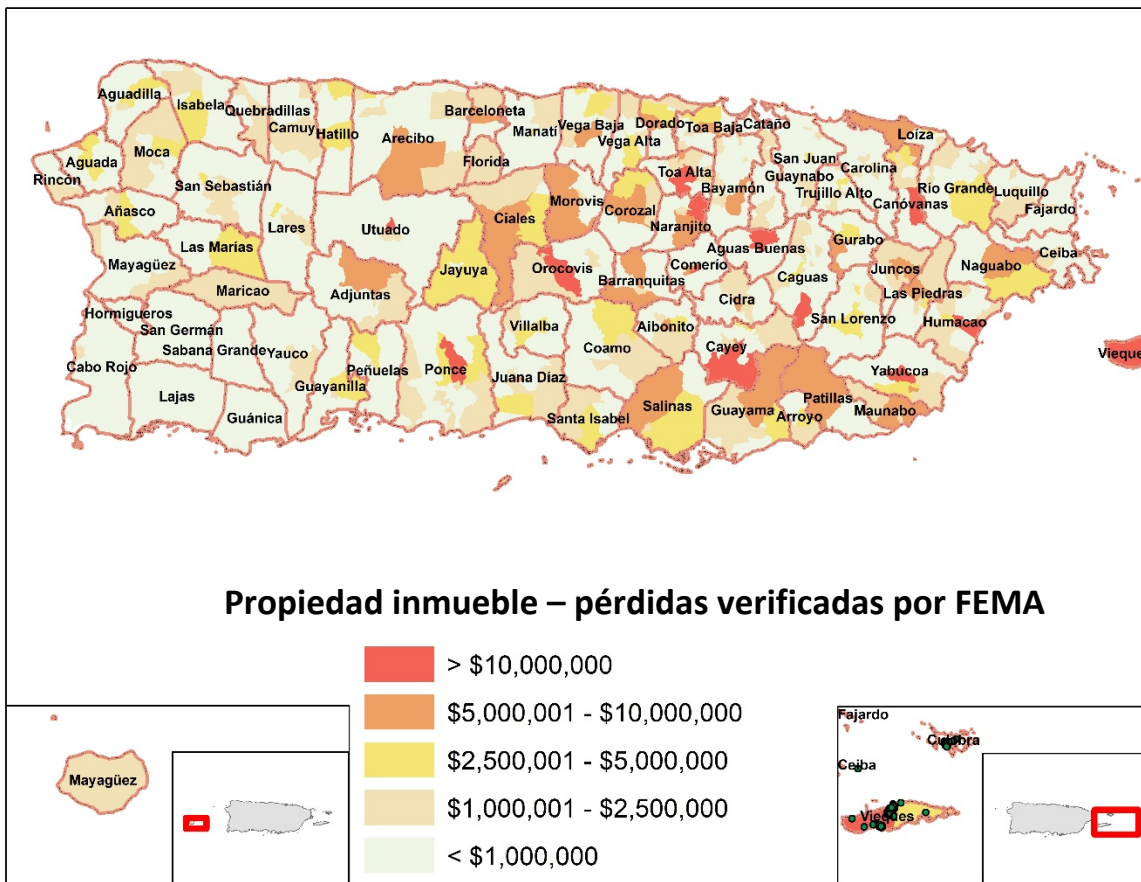 Aguadilla
Isabela
Quebradillas
Camuy
Hatillo
Arecibo
Barceloneta
Manatí
Vega Baja
Vega Alta
Dorado
Toa Baja
Cataño
Loíza
Aguada
Moca
Rincón
San Sebastián
Florida
Toa Alta
Bayamón
San Juan
Guaynabo
Trujillo Alto
Carolina
Canóvanas
Río Grande
Luquillo
Fajardo
Añasco
Lares
Utuado
Ciales
Morovis
Corozal
Naranjito
Las Marías
Mayagüez
Maricao
Adjuntas
Jayuya
Orocovis
Barranquitas
Comerío
Aguas Buenas
Caguas
Gurabo
Juncos
Las Piedras
Naguabo
Ceiba
Hormigueros
San Germán
Sabana Grande
Yauco
Cabo Rojo
Lajas
Guánica
Guayanilla
Peñuelas
Ponce
Villalba
Juana Díaz
Coamo
Aibonito
Cidra
Cayey
San Lorenzo
Humacao
Yabucoa
Santa Isabel
Salinas
Guayama
Arroyo
Patillas
Maunabo
Vieque
Propiedad inmueble – pérdidas verificadas por FEMA
> $10,000,000
$5,000,001 - $10,000,000
$2,500,001 - $5,000,000
$1,000,001 - $2,500,000
< $1,000,000
Mayagüez
Fajardo
Culebra
Ceiba
Vieques